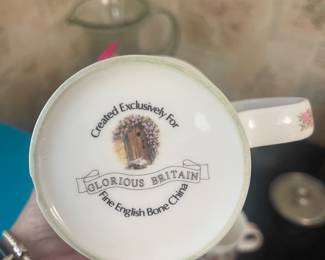 Created Exclusively For
GLORIOUS BRITAIN
Fine English Bone China